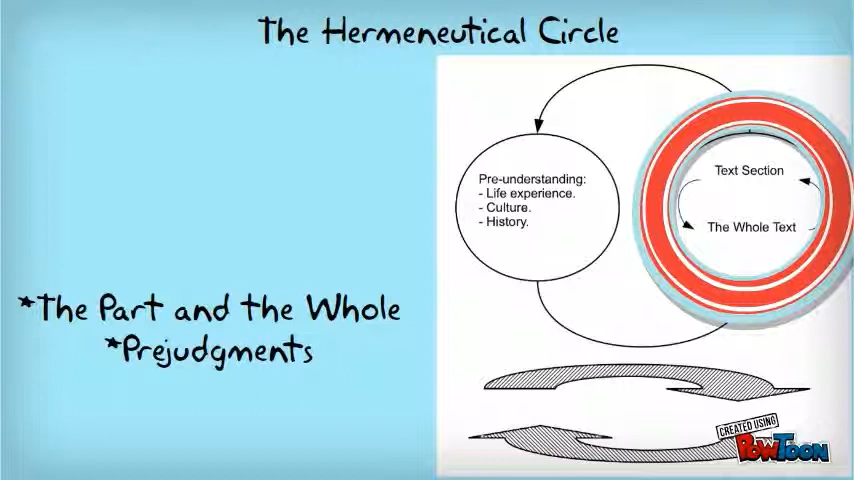 The Hermeneutical Circle
Pre-understanding:
- Life experience.
- Culture.
- History.
Text Section
The Whole Text
*The Part and the Whole
*Prejudgments
CREATED USING
POWTOON